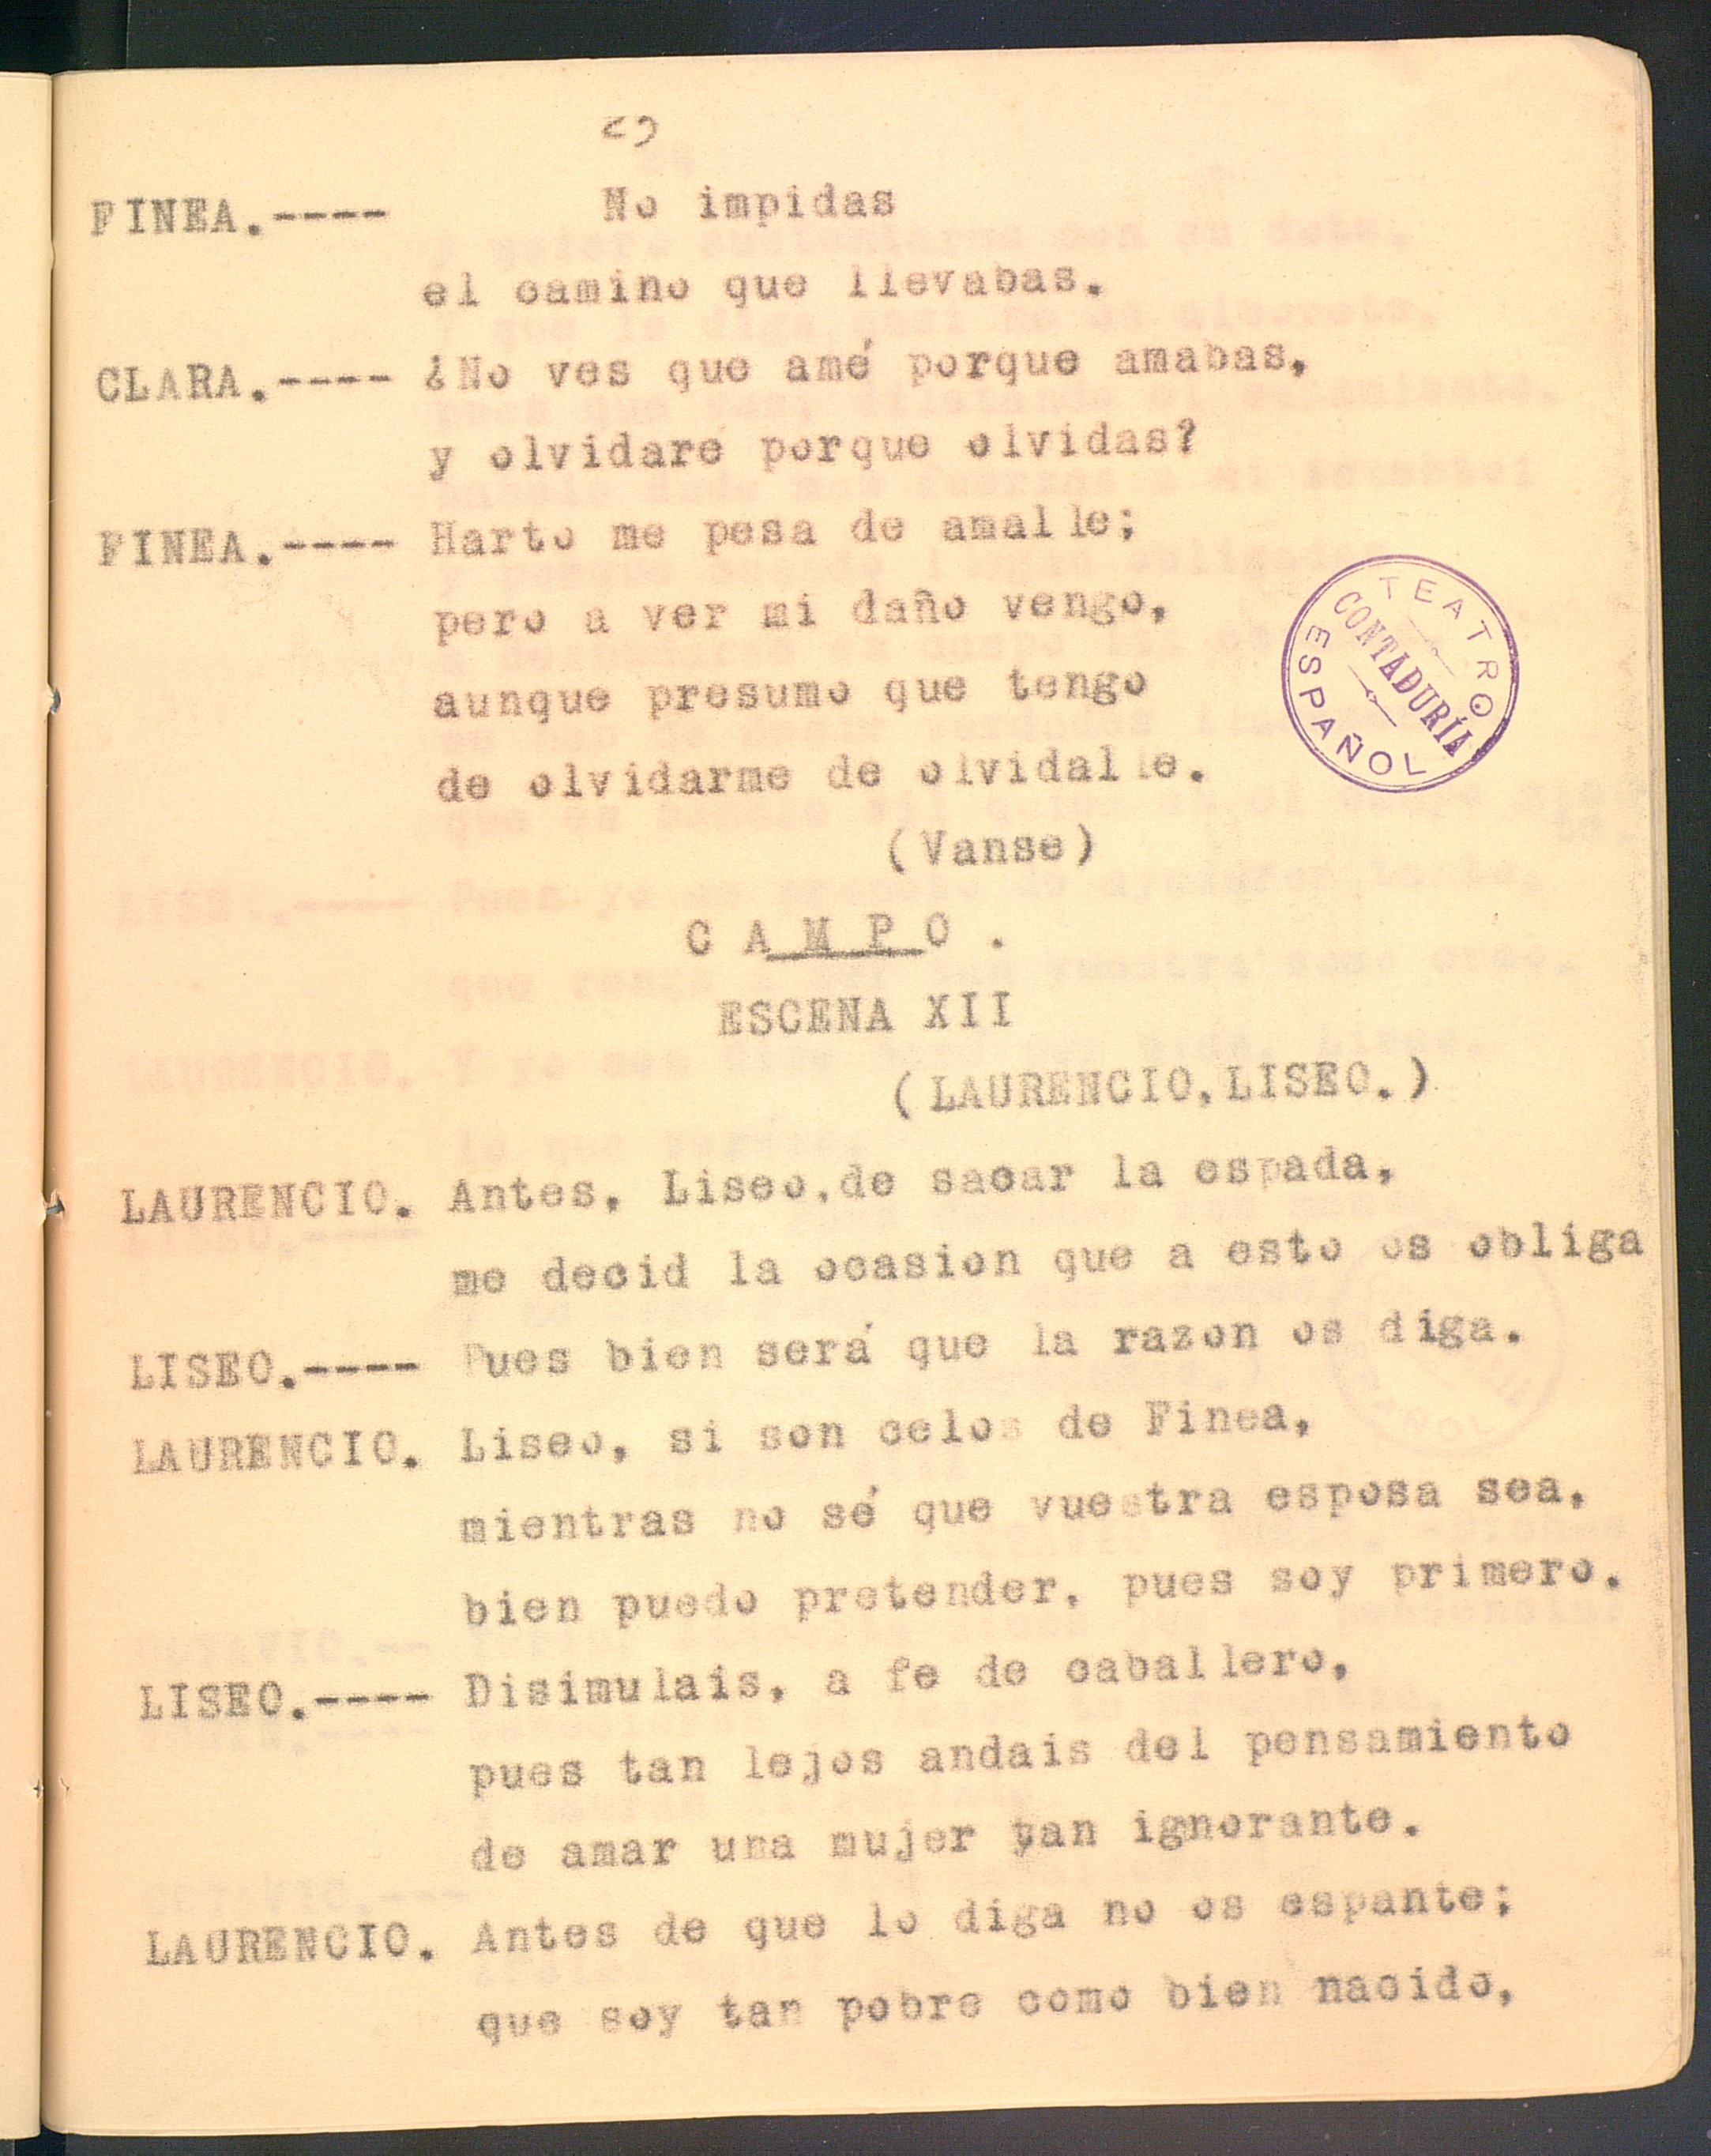 FINEA.---- No impidas
el camino que llevabas.
CLARA.---- ¿No ves que amé porque amabas,
y olvidaré porque olvidas?
FINEA.---- Harto me pesa de amalle;
pero a ver mi daño vengo,
aunque presumo que tengo
de olvidarme de olvidalle.
(Vanse)
TEATRO ESPAÑOL
CONTADURÍA
C A M P O .
ESCENA XII
(LAURENCIO,LISEO.)
LAURENCIO. Antes, Liseo,de sacar la espada,
me decid la ocasion que a esto os obliga
LISEO.---- Pues bien será que la razon os diga.
LAURENCIO. Liseo, si son celos de Finea,
mientras no sé que vuestra esposa sea,
bien puedo pretender, pues soy primero.
LISEO.---- Disimulais, a fe de caballero,
pues tan lejos andais del pensamiento
de amar una mujer tan ignorante.
LAURENCIO. Antes de que lo diga no os espante;
que soy tan pobre como bien nacido,